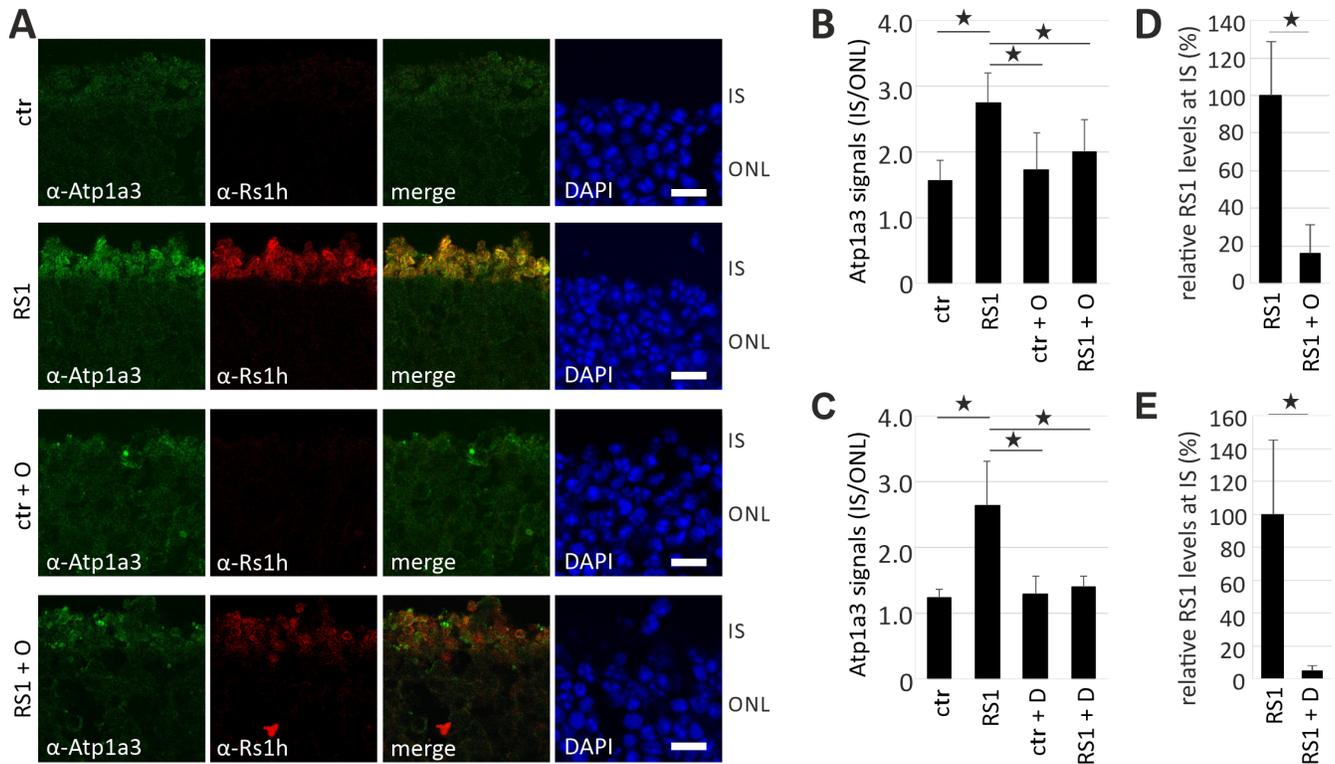 A
ctr
α-Atp1a3
α-Rs1h
merge
DAPI
IS
ONL
RS1
α-Atp1a3
α-Rs1h
merge
DAPI
IS
ONL
ctr + O
α-Atp1a3
α-Rs1h
merge
DAPI
IS
ONL
RS1 + O
α-Atp1a3
α-Rs1h
merge
DAPI
IS
ONL
B
Atp1a3 signals (IS/ONL)
4.0
3.0
2.0
1.0
0
ctr
RS1
ctr + O
RS1 + O
★
★
★
C
Atp1a3 signals (IS/ONL)
4.0
3.0
2.0
1.0
0
ctr
RS1
ctr + D
RS1 + D
★
★
★
D
relative RS1 levels at IS (%)
140
120
100
80
60
40
20
0
RS1
RS1 + O
★
E
relative RS1 levels at IS (%)
160
140
120
100
80
60
40
20
0
RS1
RS1 + D
★